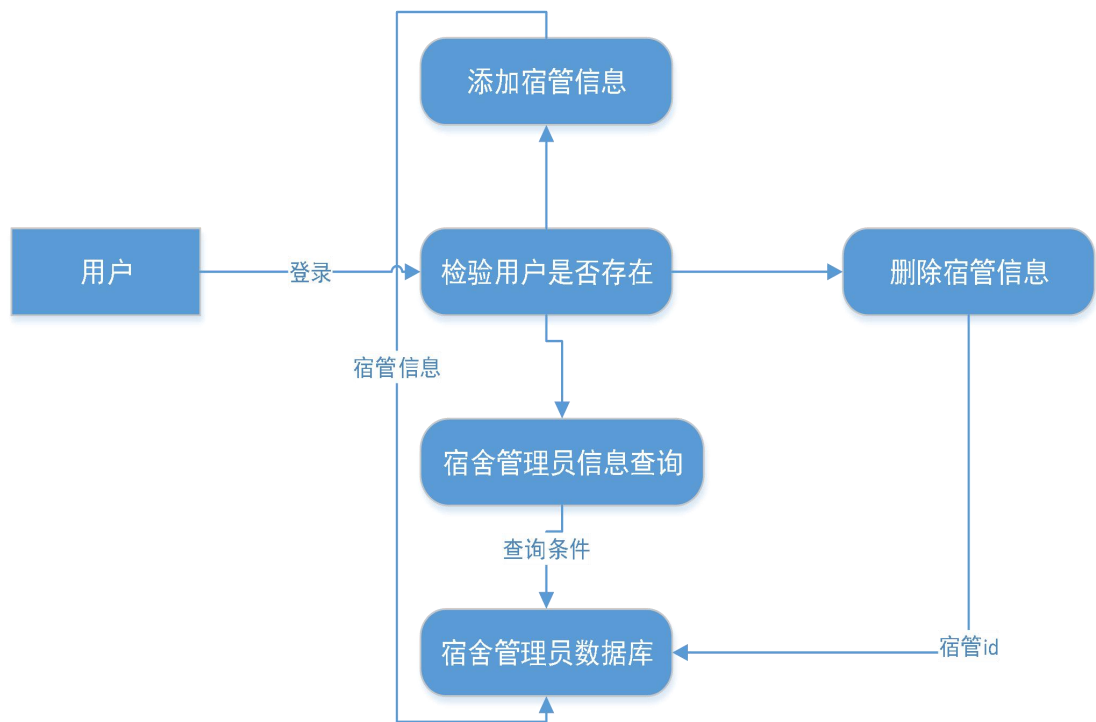 添加宿管信息
用户
登录
检验用户是否存在
删除宿管信息
宿管信息
宿舍管理员信息查询
查询条件
宿舍管理员数据库
宿管id